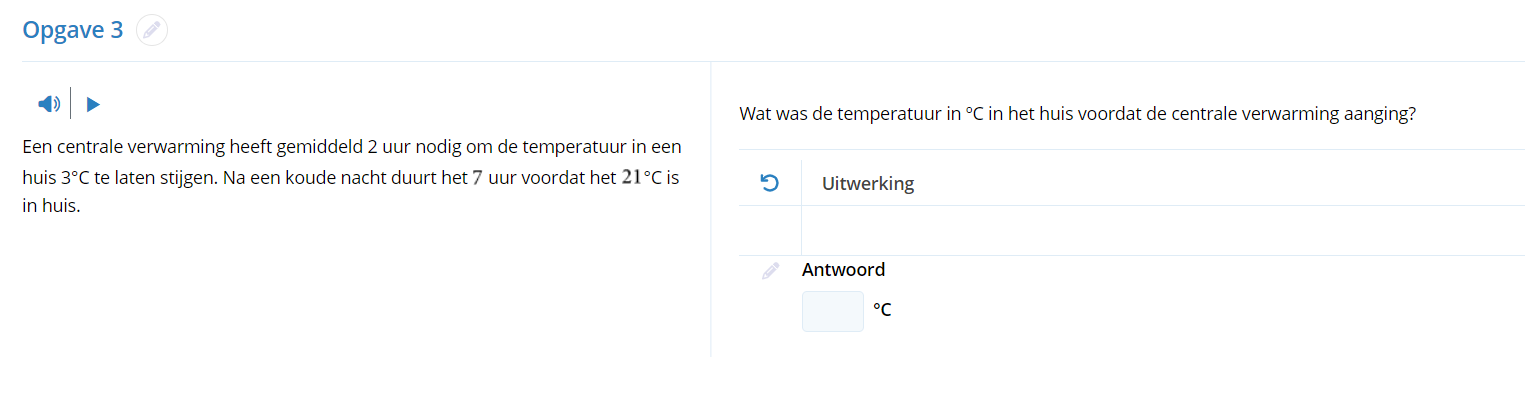 Opgave 3
Een centrale verwarming heeft gemiddeld 2 uur nodig om de temperatuur in een
huis 3°C te laten stijgen. Na een koude nacht duurt het 7 uur voordat het 21°C is
in huis.
Wat was de temperatuur in °C in het huis voordat de centrale verwarming aanging?
Uitwerking
Antwoord
°C